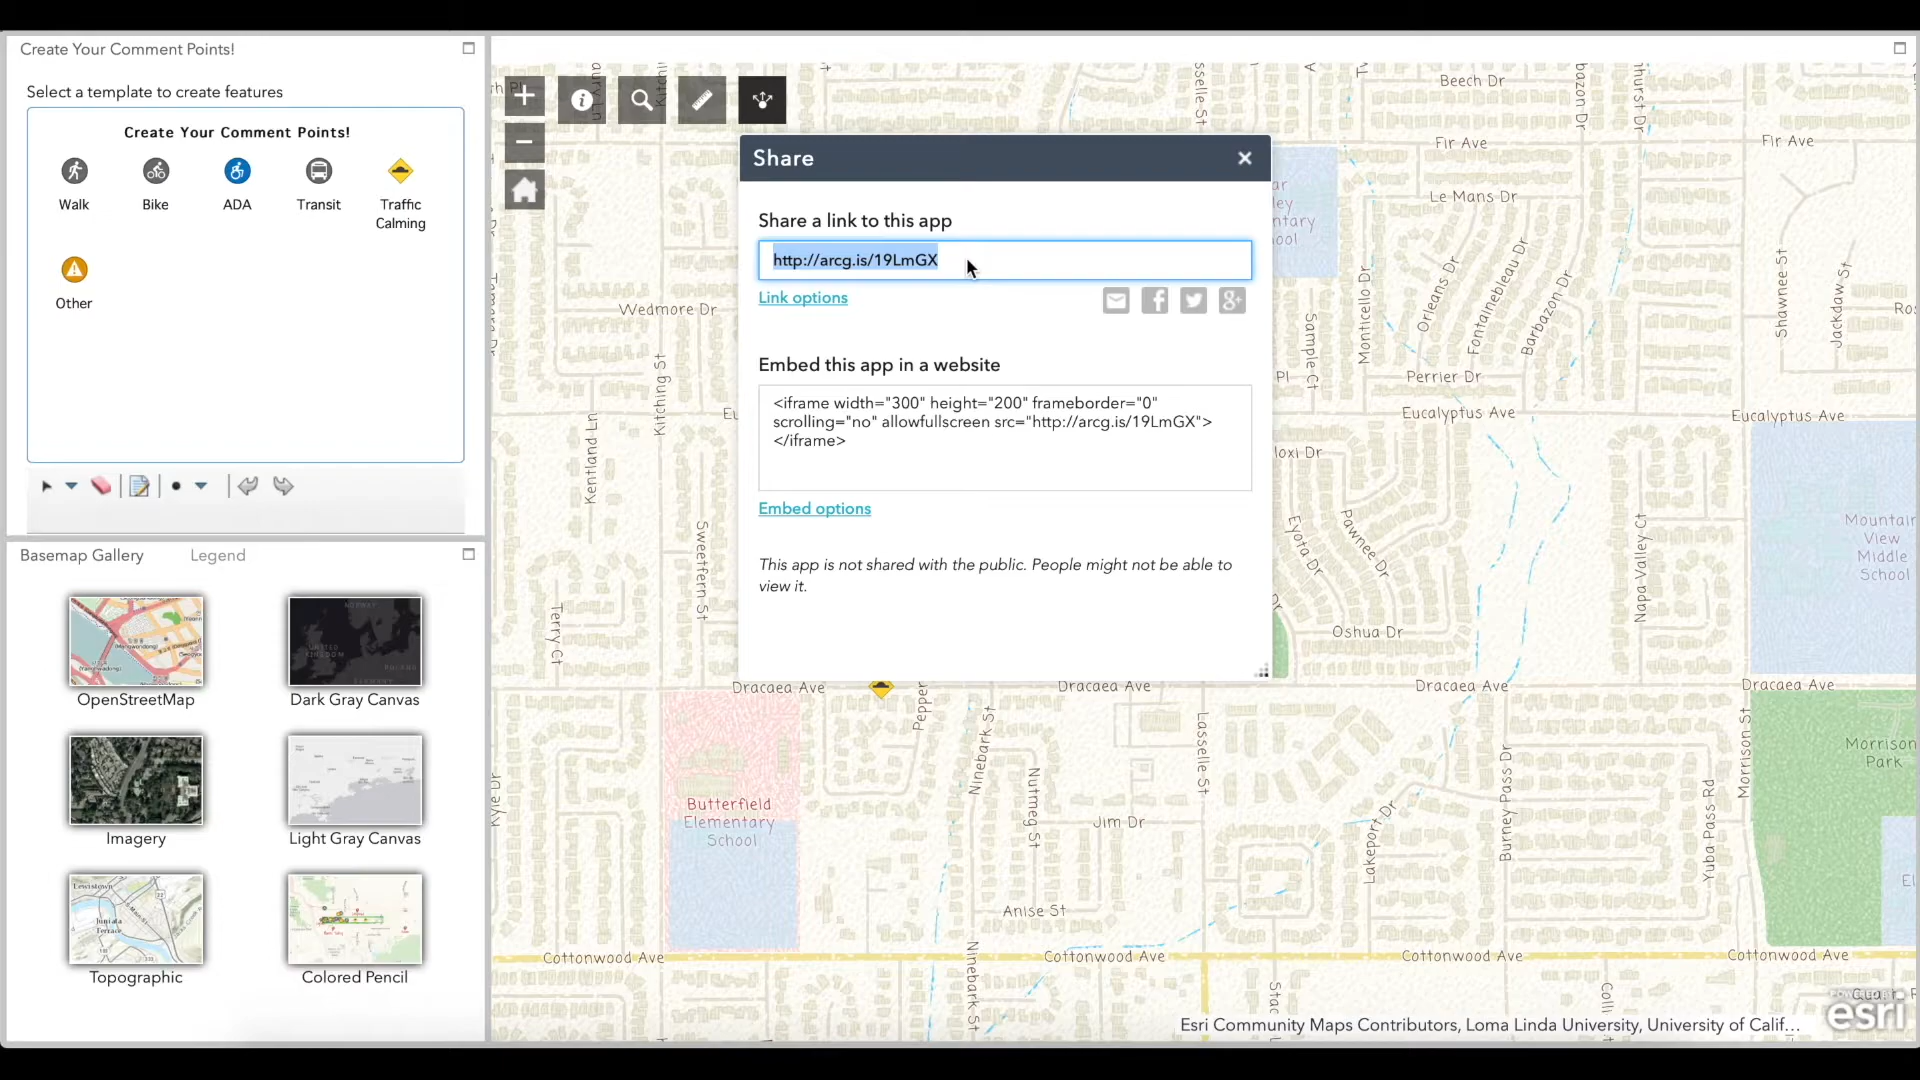 Create Your Comment Points!
Select a template to create features
Create Your Comment Points!
Walk
Bike
ADA
Transit
Traffic
Calming
Other
Basemap Gallery
Legend
OpenStreetMap
Dark Gray Canvas
Imagery
Light Gray Canvas
Topographic
Colored Pencil
Share
Share a link to this app
http://arcg.is/19LmGX
Link options
Embed this app in a website
<iframe width="300" height="200" frameborder="0"
scrolling="no" allowfullscreen src="http://arcg.is/19LmGX">
</iframe>
Embed options
This app is not shared with the public. People might not be able to
view it.
Beech Dr
Fir Ave
Fir Ave
Le Mans Dr
Orleans Dr
Fontainebleau Dr
Barbazon Dr
Monticello Dr
Sample Ct
Shawnee St
Jackdaw St
Perrier Dr
Wedmore Dr
Kitching St
Kentland Ln
Eucalyptus Ave
Eucalyptus Ave
Sweetfern St
Terry Ct
Eyota Dr
Pawnee Dr
Napa Valley Ct
Mountain
View
Middle
School
Oshua Dr
Dracaea Ave
Dracaea Ave
Dracaea Ave
Dracaea Ave
Pepper
Ninebark St
Lasselle St
Nutmeg St
Jim Dr
Lakeport Dr
Burney Pass Dr
Yuba Pass Rd
Morrison St
Morrison
Park
Butterfield
Elementary
School
Kyle Dr
Anise St
Cottonwood Ave
Cottonwood Ave
Cottonwood Ave
Cottonwood Ave
Ninebark St
Esri Community Maps Contributors, Loma Linda University, University of Calif...
esri